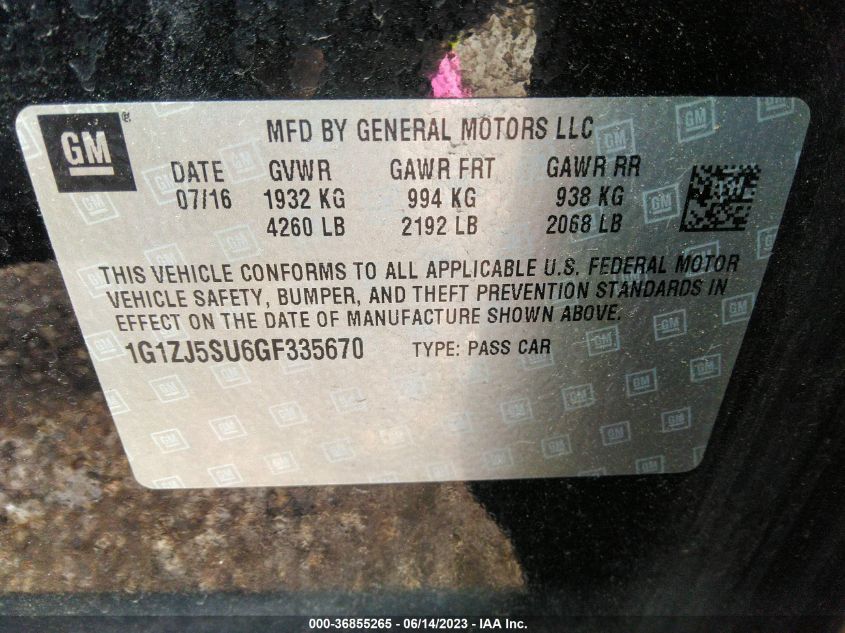 GM®
MFD BY GENERAL MOTORS LLC
DATE GVWR GAWR FRT GAWR RR
07/16 1932 KG 994 KG 938 KG
4260 LB 2192 LB 2068 LB
THIS VEHICLE CONFORMS TO ALL APPLICABLE U.S. FEDERAL MOTOR
VEHICLE SAFETY, BUMPER, AND THEFT PREVENTION STANDARDS IN
EFFECT ON THE DATE OF MANUFACTURE SHOWN ABOVE.
1G1ZJ5SU6GF335670 TYPE: PASS CAR
000-36855265 - 06/14/2023 - IAA Inc.